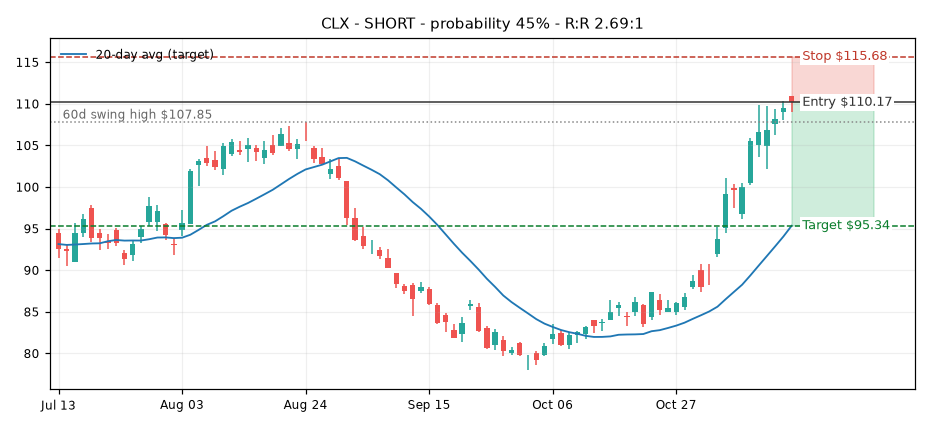 CLX - SHORT - probability 45% - R:R 2.69:1
20-day avg (target)
Stop $115.68
Entry $110.17
60d swing high $107.85
Target $95.34
115
110
105
100
95
90
85
80
Jul 13
Aug 03
Aug 24
Sep 15
Oct 06
Oct 27